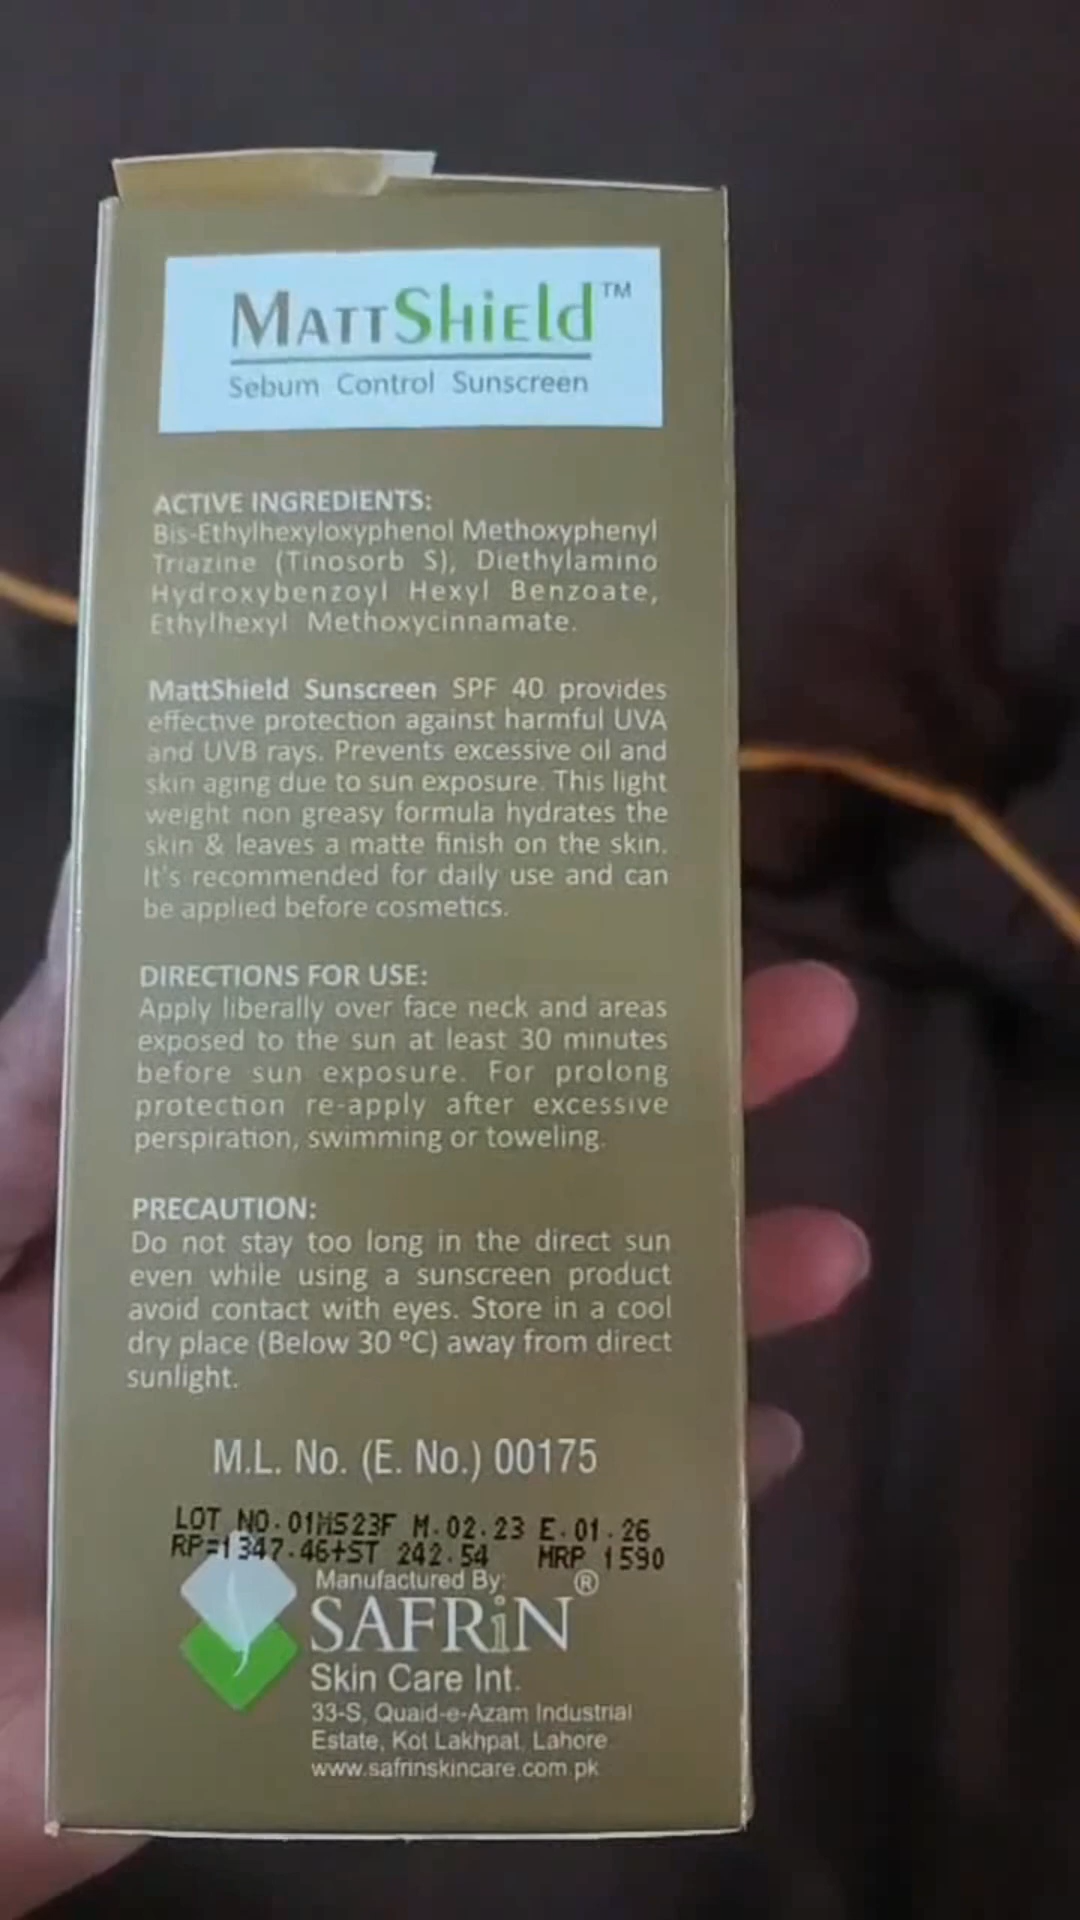 MATTShiEld™
Sebum Control Sunscreen
ACTIVE INGREDIENTS:
Bis-Ethylhexyloxyphenol Methoxyphenyl
Triazine (Tinosorb S), Diethylamino
Hydroxybenzoyl Hexyl Benzoate,
Ethylhexyl Methoxycinnamate.
MattShield Sunscreen SPF 40 provides
effective protection against harmful UVA
and UVB rays. Prevents excessive oil and
skin aging due to sun exposure. This light
weight non greasy formula hydrates the
skin & leaves a matte finish on the skin.
It's recommended for daily use and can
be applied before cosmetics.
DIRECTIONS FOR USE:
Apply liberally over face neck and areas
exposed to the sun at least 30 minutes
before sun exposure. For prolong
protection re-apply after excessive
perspiration, swimming or toweling.
PRECAUTION:
Do not stay too long in the direct sun
even while using a sunscreen product
avoid contact with eyes. Store in a cool
dry place (Below 30 °C) away from direct
sunlight.
M.L. No. (E. No.) 00175
LOT NO.01MS23F M.02.23 E.01.26
RP=1347.46+ST 242.54 MRP 1590
Manufactured By:
SAFRiN®
Skin Care Int.
33-S, Quaid-e-Azam Industrial
Estate, Kot Lakhpat, Lahore.
www.safrinskincare.com.pk